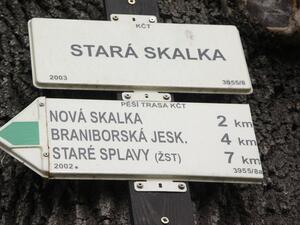 KČT
STARÁ SKALKA
2003 3955/8
PĚŠÍ TRASA KČT
NOVÁ SKALKA 2 km
BRANIBORSKÁ JESK. 4 km
STARÉ SPLAVY (ŽST) 7 km
2002 3955/8a